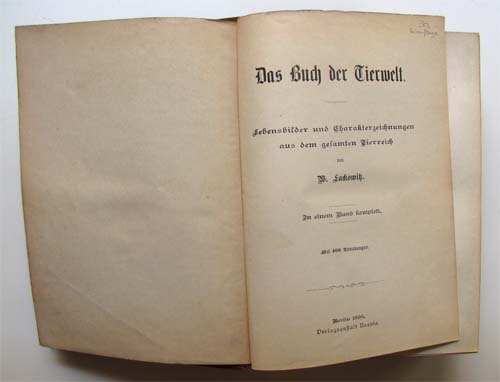 Das Buch der Tierwelt.
Lebensbilder und Charakterzeichnungen
aus dem gesamten Tierreich
von
W. Lackowitz.
In einem Band komplett.
Mit 400 Abbildungen.
Berlin
Verlagsanstalt Urania.